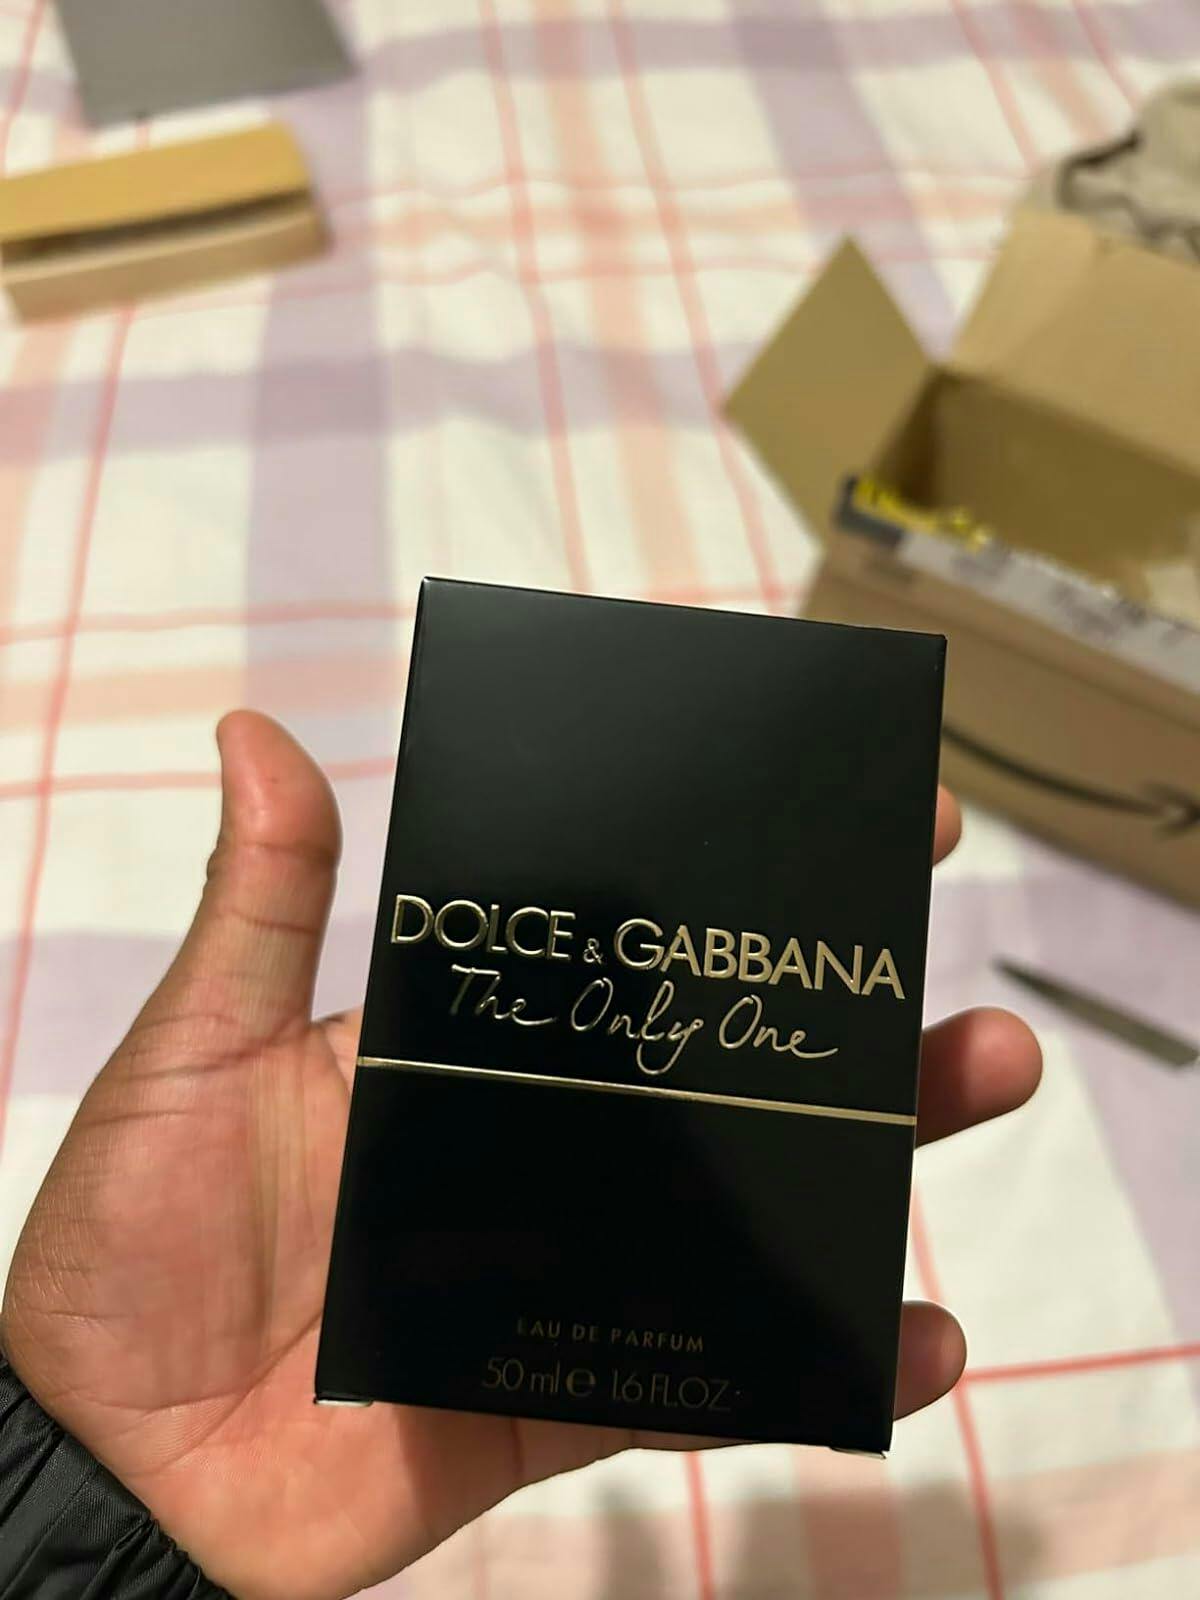 DOLCE & GABBANA
The Only One
EAU DE PARFUM
50 ml e 1.6 FL.OZ.